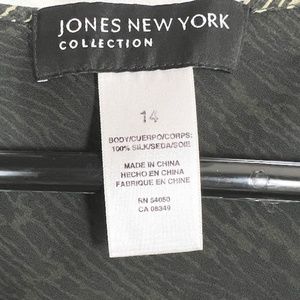 JONES NEW YORK
COLLECTION
14
BODY/CUERPO/CORPS:
100% SILK/SEDA/SOIE
MADE IN CHINA
HECHO EN CHINA
FABRIQUE EN CHINE
RN 54050
CA 08349